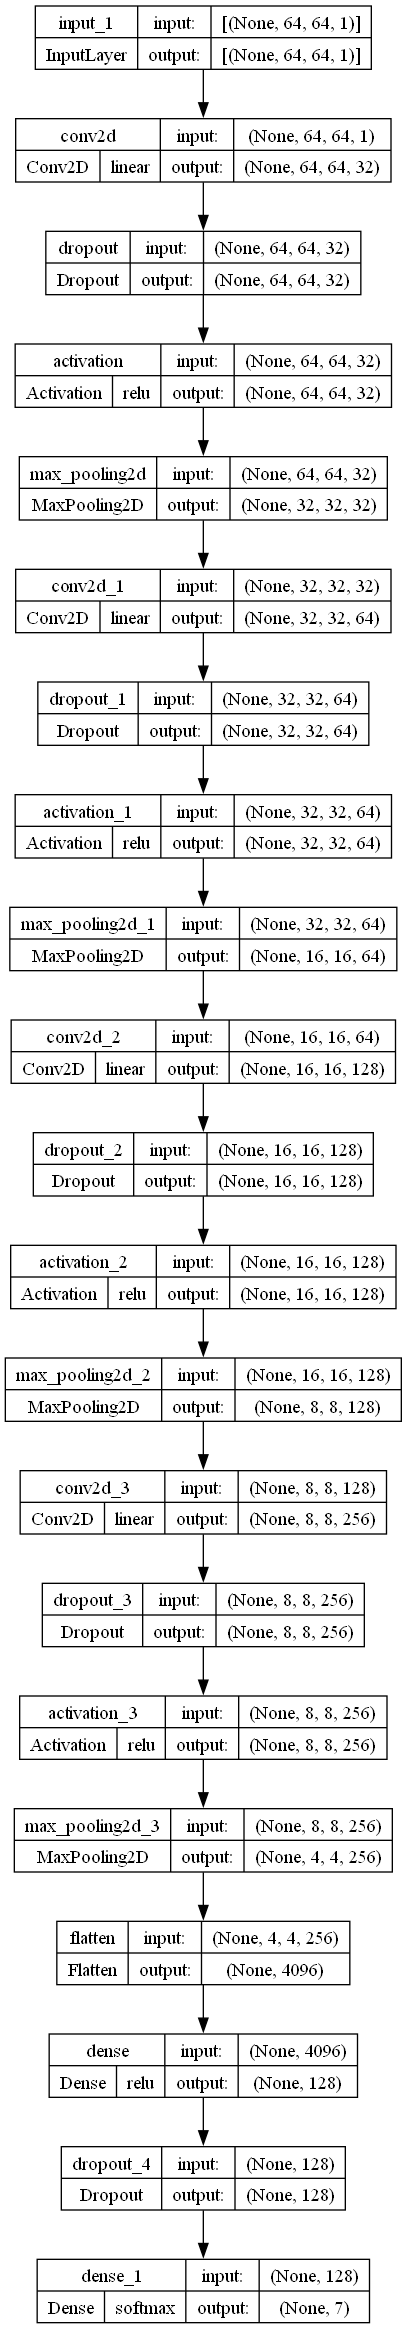 input_1 input: [(None, 64, 64, 1)]
InputLayer output: [(None, 64, 64, 1)]
conv2d input: (None, 64, 64, 1)
Conv2D linear output: (None, 64, 64, 32)
dropout input: (None, 64, 64, 32)
Dropout output: (None, 64, 64, 32)
activation input: (None, 64, 64, 32)
Activation relu output: (None, 64, 64, 32)
max_pooling2d input: (None, 64, 64, 32)
MaxPooling2D output: (None, 32, 32, 32)
conv2d_1 input: (None, 32, 32, 32)
Conv2D linear output: (None, 32, 32, 64)
dropout_1 input: (None, 32, 32, 64)
Dropout output: (None, 32, 32, 64)
activation_1 input: (None, 32, 32, 64)
Activation relu output: (None, 32, 32, 64)
max_pooling2d_1 input: (None, 32, 32, 64)
MaxPooling2D output: (None, 16, 16, 64)
conv2d_2 input: (None, 16, 16, 64)
Conv2D linear output: (None, 16, 16, 128)
dropout_2 input: (None, 16, 16, 128)
Dropout output: (None, 16, 16, 128)
activation_2 input: (None, 16, 16, 128)
Activation relu output: (None, 16, 16, 128)
max_pooling2d_2 input: (None, 16, 16, 128)
MaxPooling2D output: (None, 8, 8, 128)
conv2d_3 input: (None, 8, 8, 128)
Conv2D linear output: (None, 8, 8, 256)
dropout_3 input: (None, 8, 8, 256)
Dropout output: (None, 8, 8, 256)
activation_3 input: (None, 8, 8, 256)
Activation relu output: (None, 8, 8, 256)
max_pooling2d_3 input: (None, 8, 8, 256)
MaxPooling2D output: (None, 4, 4, 256)
flatten input: (None, 4, 4, 256)
Flatten output: (None, 4096)
dense input: (None, 4096)
Dense relu output: (None, 128)
dropout_4 input: (None, 128)
Dropout output: (None, 128)
dense_1 input: (None, 128)
Dense softmax output: (None, 7)